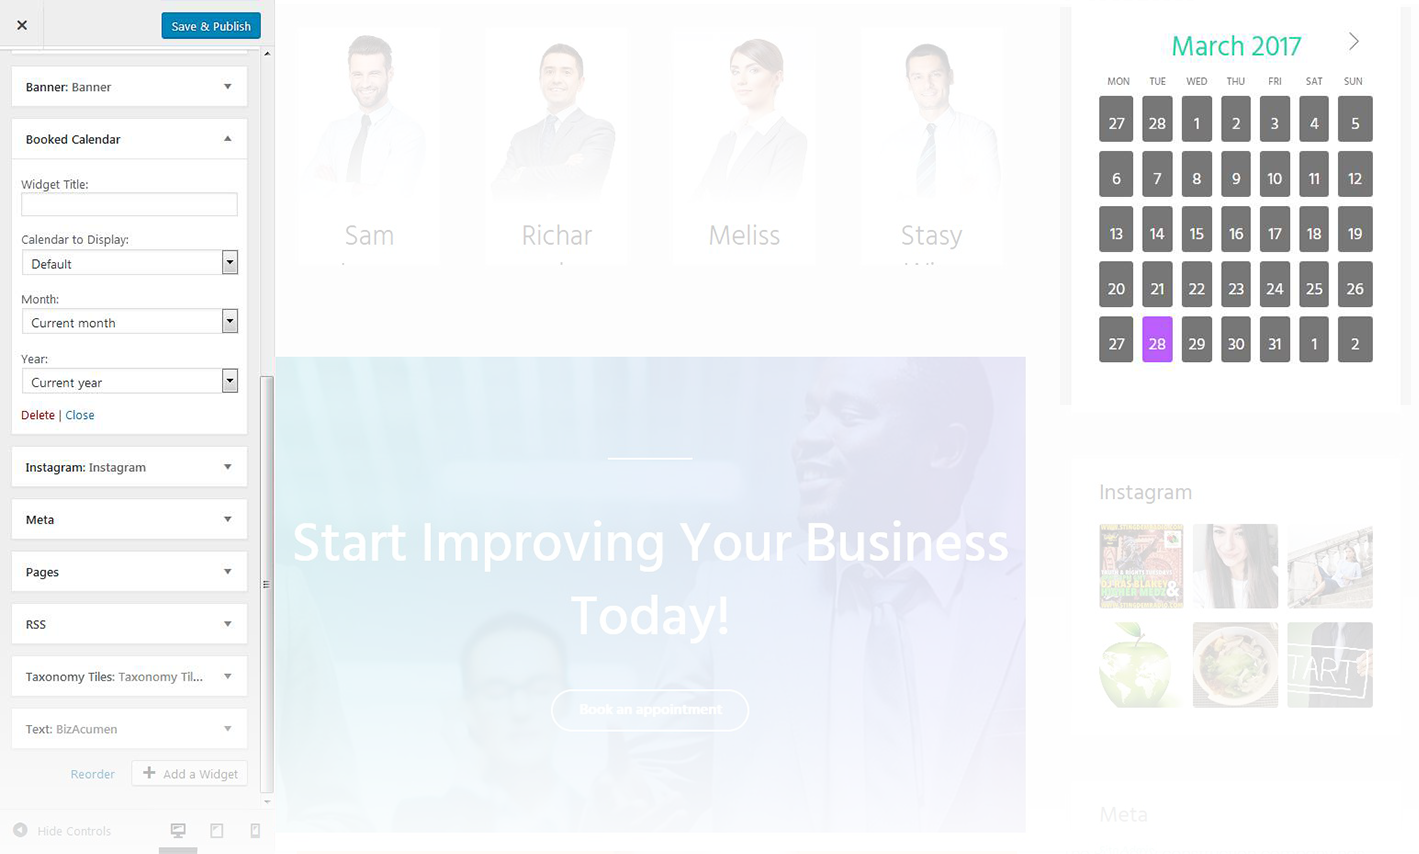 Save & Publish
Banner: Banner
Booked Calendar
Widget Title:
Calendar to Display:
Default
Month:
Current month
Year:
Current year
Delete | Close
Instagram: Instagram
Meta
Pages
RSS
Taxonomy Tiles: Taxonomy Til...
Text: BizAcumen
Reorder
Add a Widget
Hide Controls
Sam
Richar
Meliss
Stasy
Start Improving Your Business
Today!
Book an appointment
March 2017
MON TUE WED THU FRI SAT SUN
27 28 1 2 3 4 5
6 7 8 9 10 11 12
13 14 15 16 17 18 19
20 21 22 23 24 25 26
27 28 29 30 31 1 2
Instagram
TART
Meta